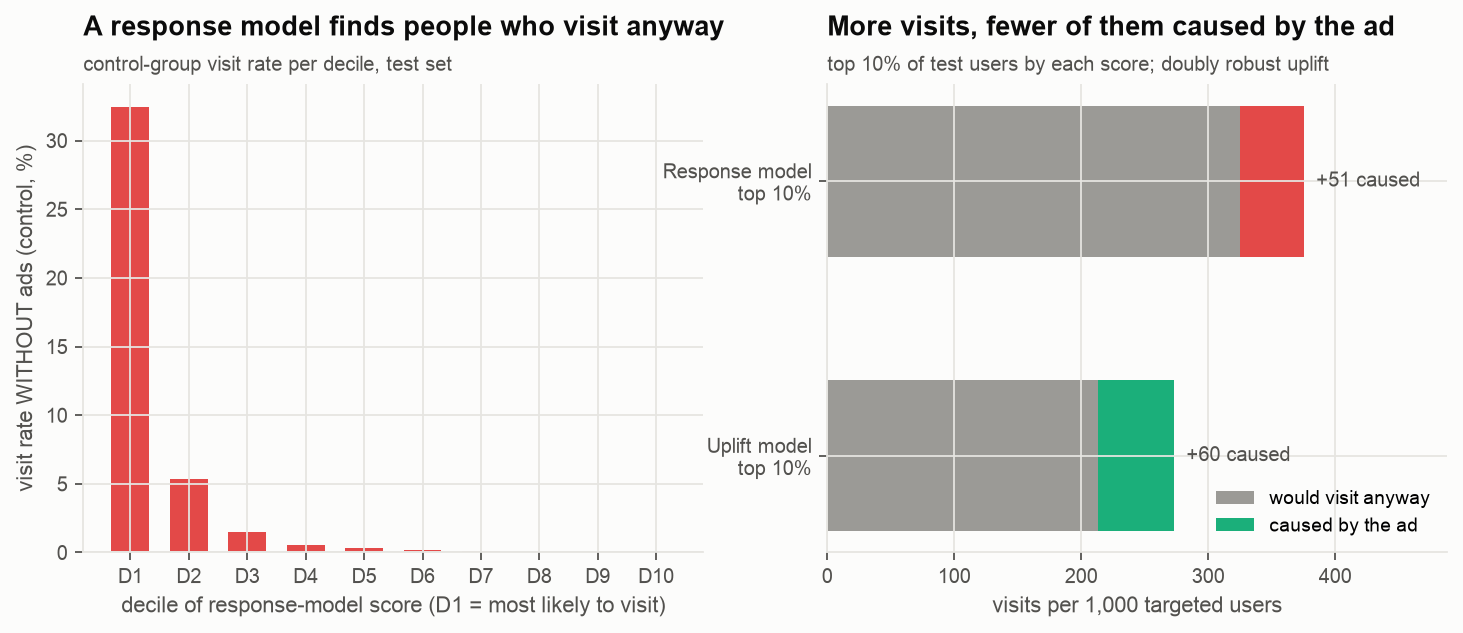 A response model finds people who visit anyway
control-group visit rate per decile, test set
visit rate WITHOUT ads (control, %)
30
25
20
15
10
5
0
D1 D2 D3 D4 D5 D6 D7 D8 D9 D10
decile of response-model score (D1 = most likely to visit)
More visits, fewer of them caused by the ad
top 10% of test users by each score; doubly robust uplift
Response model
top 10%
+51 caused
Uplift model
top 10%
+60 caused
would visit anyway
caused by the ad
0 100 200 300 400
visits per 1,000 targeted users